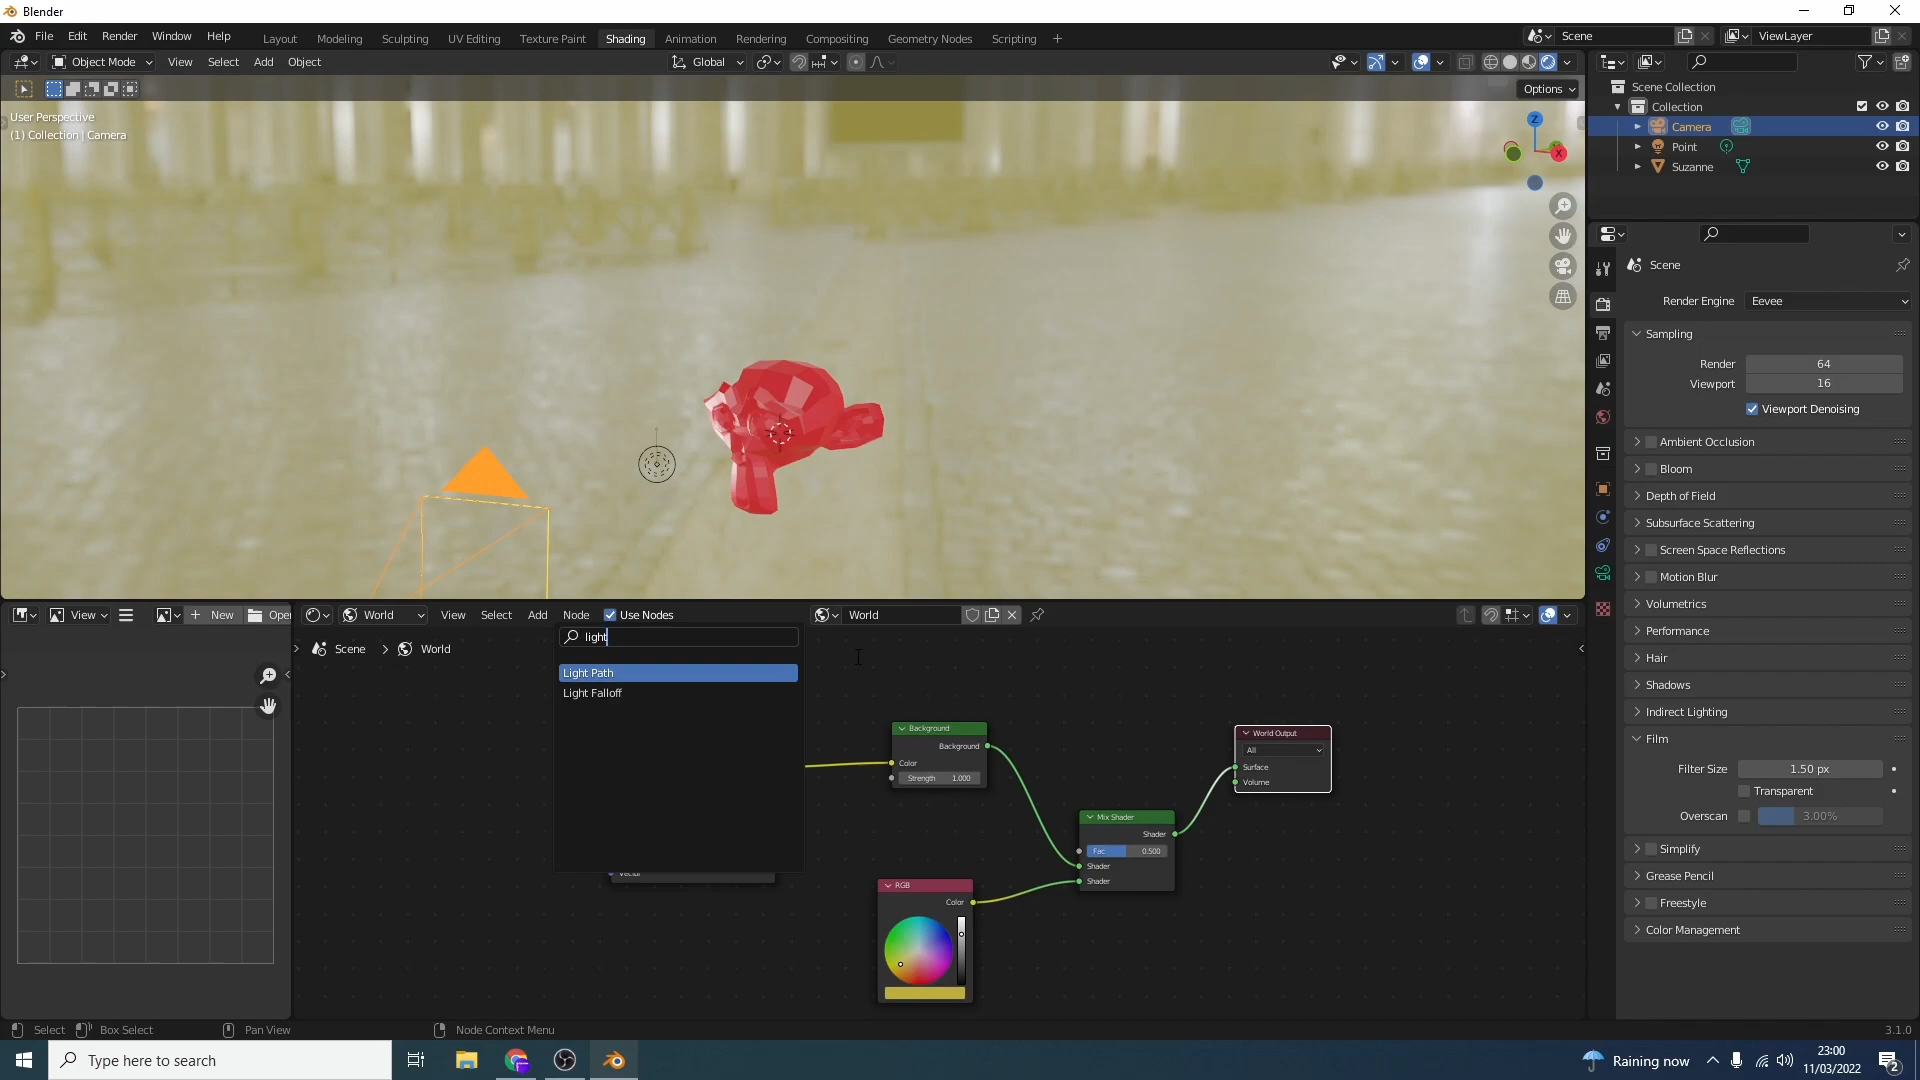 Blender
File Edit Render Window Help Layout Modeling Sculpting UV Editing Texture Paint Shading Animation Rendering Compositing Geometry Nodes Scripting + Scene ViewLayer
Object Mode View Select Add Object Global
Options
User Perspective
(1) Collection | Camera
Z
X
Scene Collection
Collection
Camera
Point
Suzanne
Scene
Render Engine Eevee
Sampling
Render 64
Viewport 16
Viewport Denoising
Ambient Occlusion
Bloom
Depth of Field
Subsurface Scattering
Screen Space Reflections
Motion Blur
Volumetrics
Performance
Hair
Shadows
Indirect Lighting
Film
Filter Size 1.50 px
Transparent
Overscan 3.00%
Simplify
Grease Pencil
Freestyle
Color Management
View New Open World View Select Add Node Use Nodes World
Scene > World
light
Light Path
Light Falloff
Vector
Background
Background
Color
Strength 1.000
RGB
Color
Mix Shader
Shader
Fac 0.500
Shader
Shader
World Output
All
Surface
Volume
Select Box Select Pan View Node Context Menu 3.1.0
Type here to search Raining now 23:00
11/03/2022
2